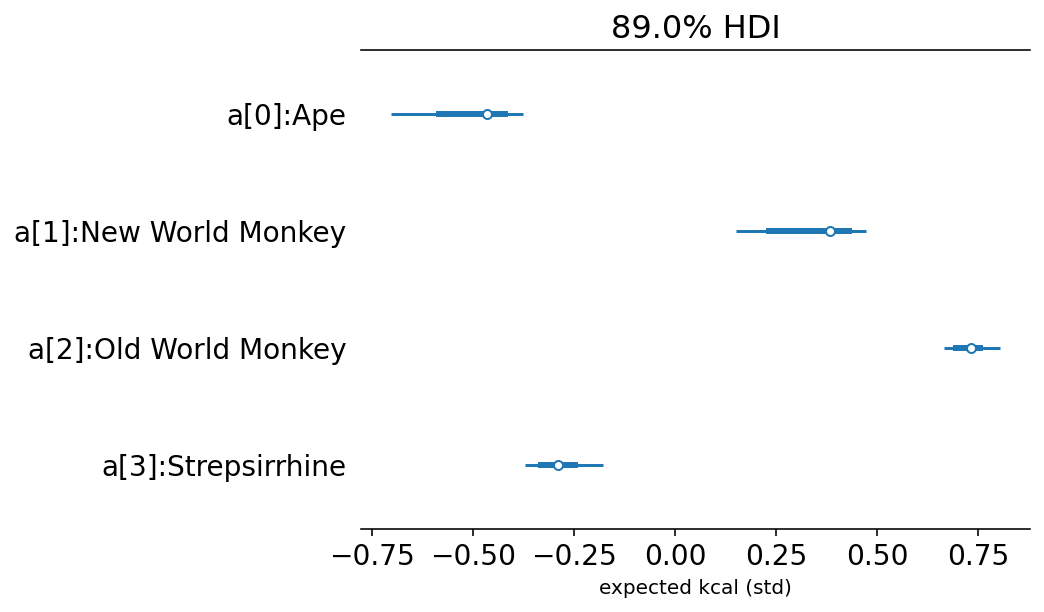 89.0% HDI
a[0]:Ape
a[1]:New World Monkey
a[2]:Old World Monkey
a[3]:Strepsirrhine
−0.75 −0.50 −0.25 0.00 0.25 0.50 0.75
expected kcal (std)